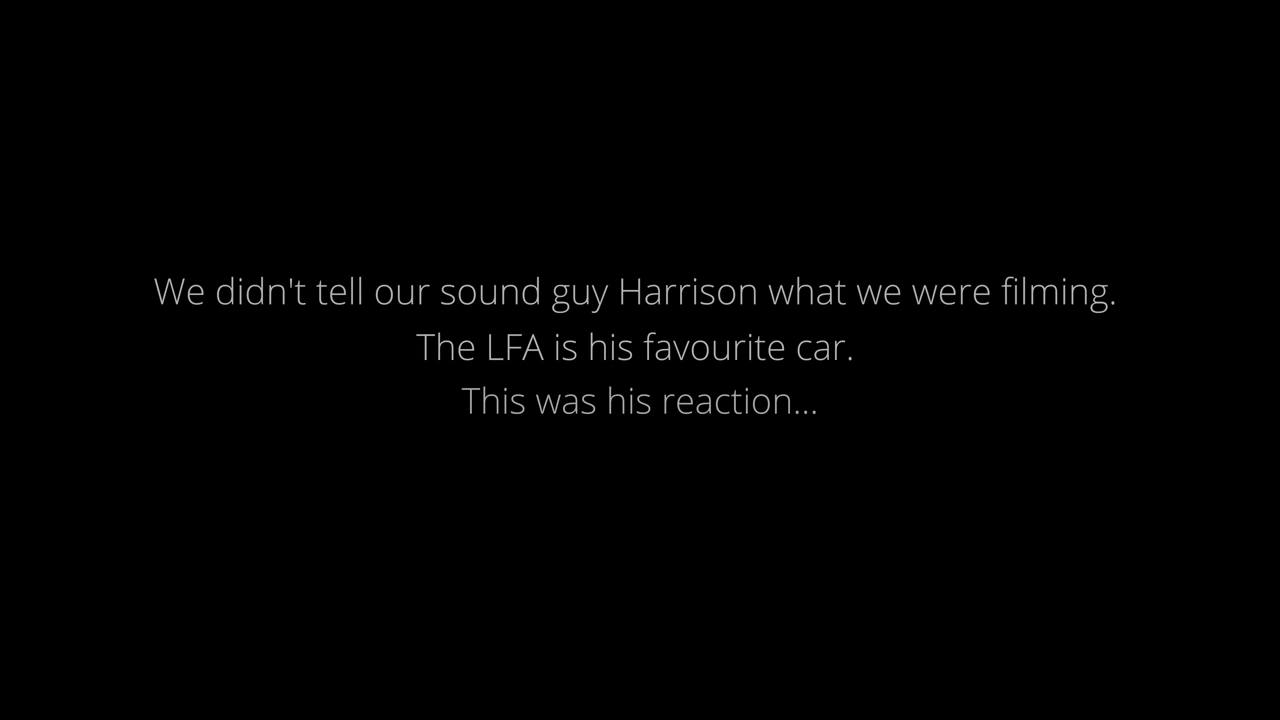 We didn't tell our sound guy Harrison what we were filming.
The LFA is his favourite car.
This was his reaction...